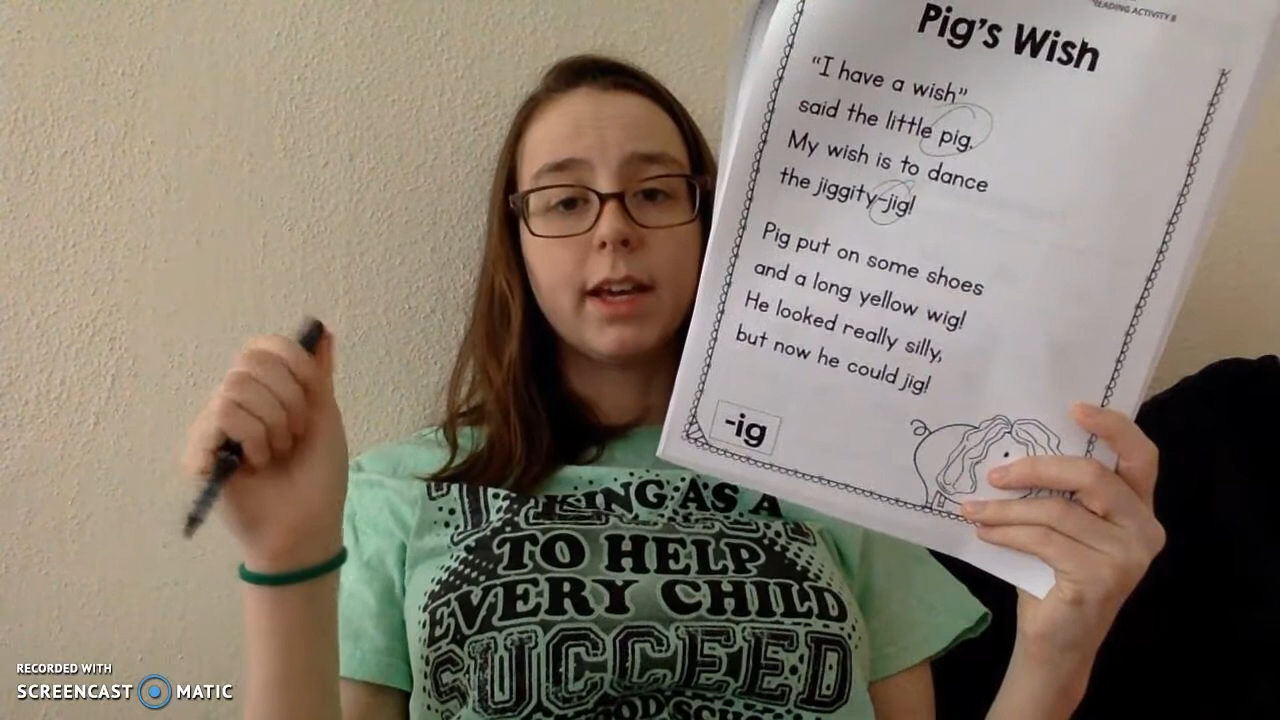 READING ACTIVITY 8
Pig's Wish
"I have a wish"
said the little pig.
My wish is to dance
the jiggity-jig!
Pig put on some shoes
and a long yellow wig!
He looked really silly,
but now he could jig!
-ig
AS A
TO HELP
EVERY CHILD
SUCCEED
RECORDED WITH
SCREENCAST MATIC